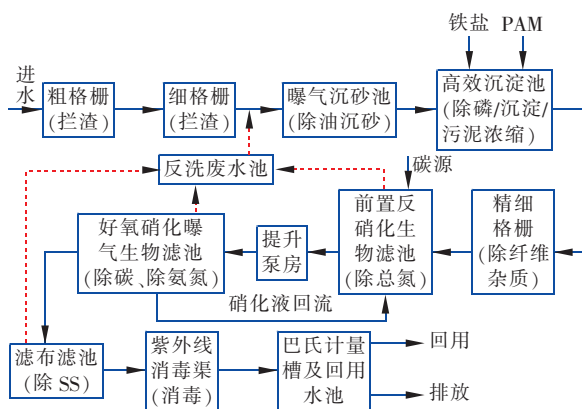 铁盐 PAM
进
水
粗格栅
(拦渣)
细格栅
(拦渣)
曝气沉砂池
(除油沉砂)
高效沉淀池
(除磷/沉淀/
污泥浓缩)
反洗废水池
碳源
好氧硝化曝
气生物滤池
(除碳、除氨氮)
提升
泵房
前置反
硝化生
物滤池
(除总氮)
精细
格栅
(除纤维
杂质)
硝化液回流
滤布滤池
(除 SS)
紫外线
消毒渠
(消毒)
巴氏计量
槽及回用
水池
回用
排放